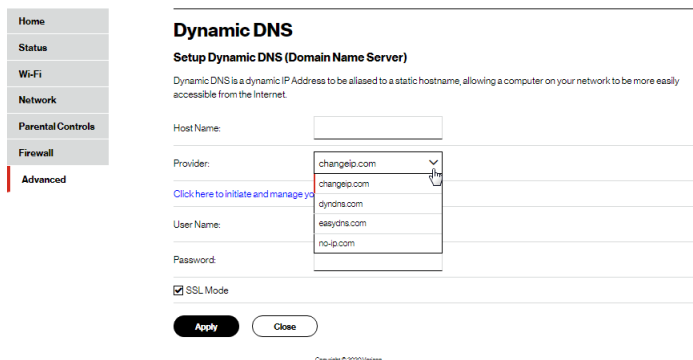 Home
Status
Wi-Fi
Network
Parental Controls
Firewall
Advanced
Dynamic DNS
Setup Dynamic DNS (Domain Name Server)
Dynamic DNS is a dynamic IP Address to be aliased to a static hostname, allowing a computer on your network to be more easily
accessible from the Internet.
Host Name:
Provider: changeip.com
changeip.com
Click here to initiate and manage yo
dyndns.com
easydns.com
User Name:
no-ip.com
Password:
SSL Mode
Apply Close